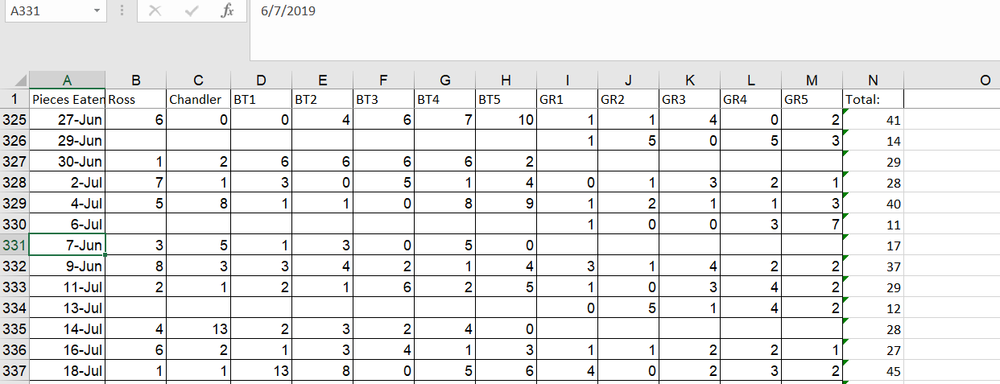 A331 fx 6/7/2019
A B C D E F G H I J K L M N O
1 Pieces Eaten Ross Chandler BT1 BT2 BT3 BT4 BT5 GR1 GR2 GR3 GR4 GR5 Total:
325 27-Jun 6 0 0 4 6 7 10 1 1 4 0 2 41
326 29-Jun 1 5 0 5 3 14
327 30-Jun 1 2 6 6 6 6 2 29
328 2-Jul 7 1 3 0 5 1 4 0 1 3 2 1 28
329 4-Jul 5 8 1 1 0 8 9 1 2 1 1 3 40
330 6-Jul 1 0 0 3 7 11
331 7-Jun 3 5 1 3 0 5 0 17
332 9-Jun 8 3 3 4 2 1 4 3 1 4 2 2 37
333 11-Jul 2 1 2 1 6 2 5 1 0 3 4 2 29
334 13-Jul 0 5 1 4 2 12
335 14-Jul 4 13 2 3 2 4 0 28
336 16-Jul 6 2 1 3 4 1 3 1 1 2 2 1 27
337 18-Jul 1 1 13 8 0 5 6 4 0 2 3 2 45